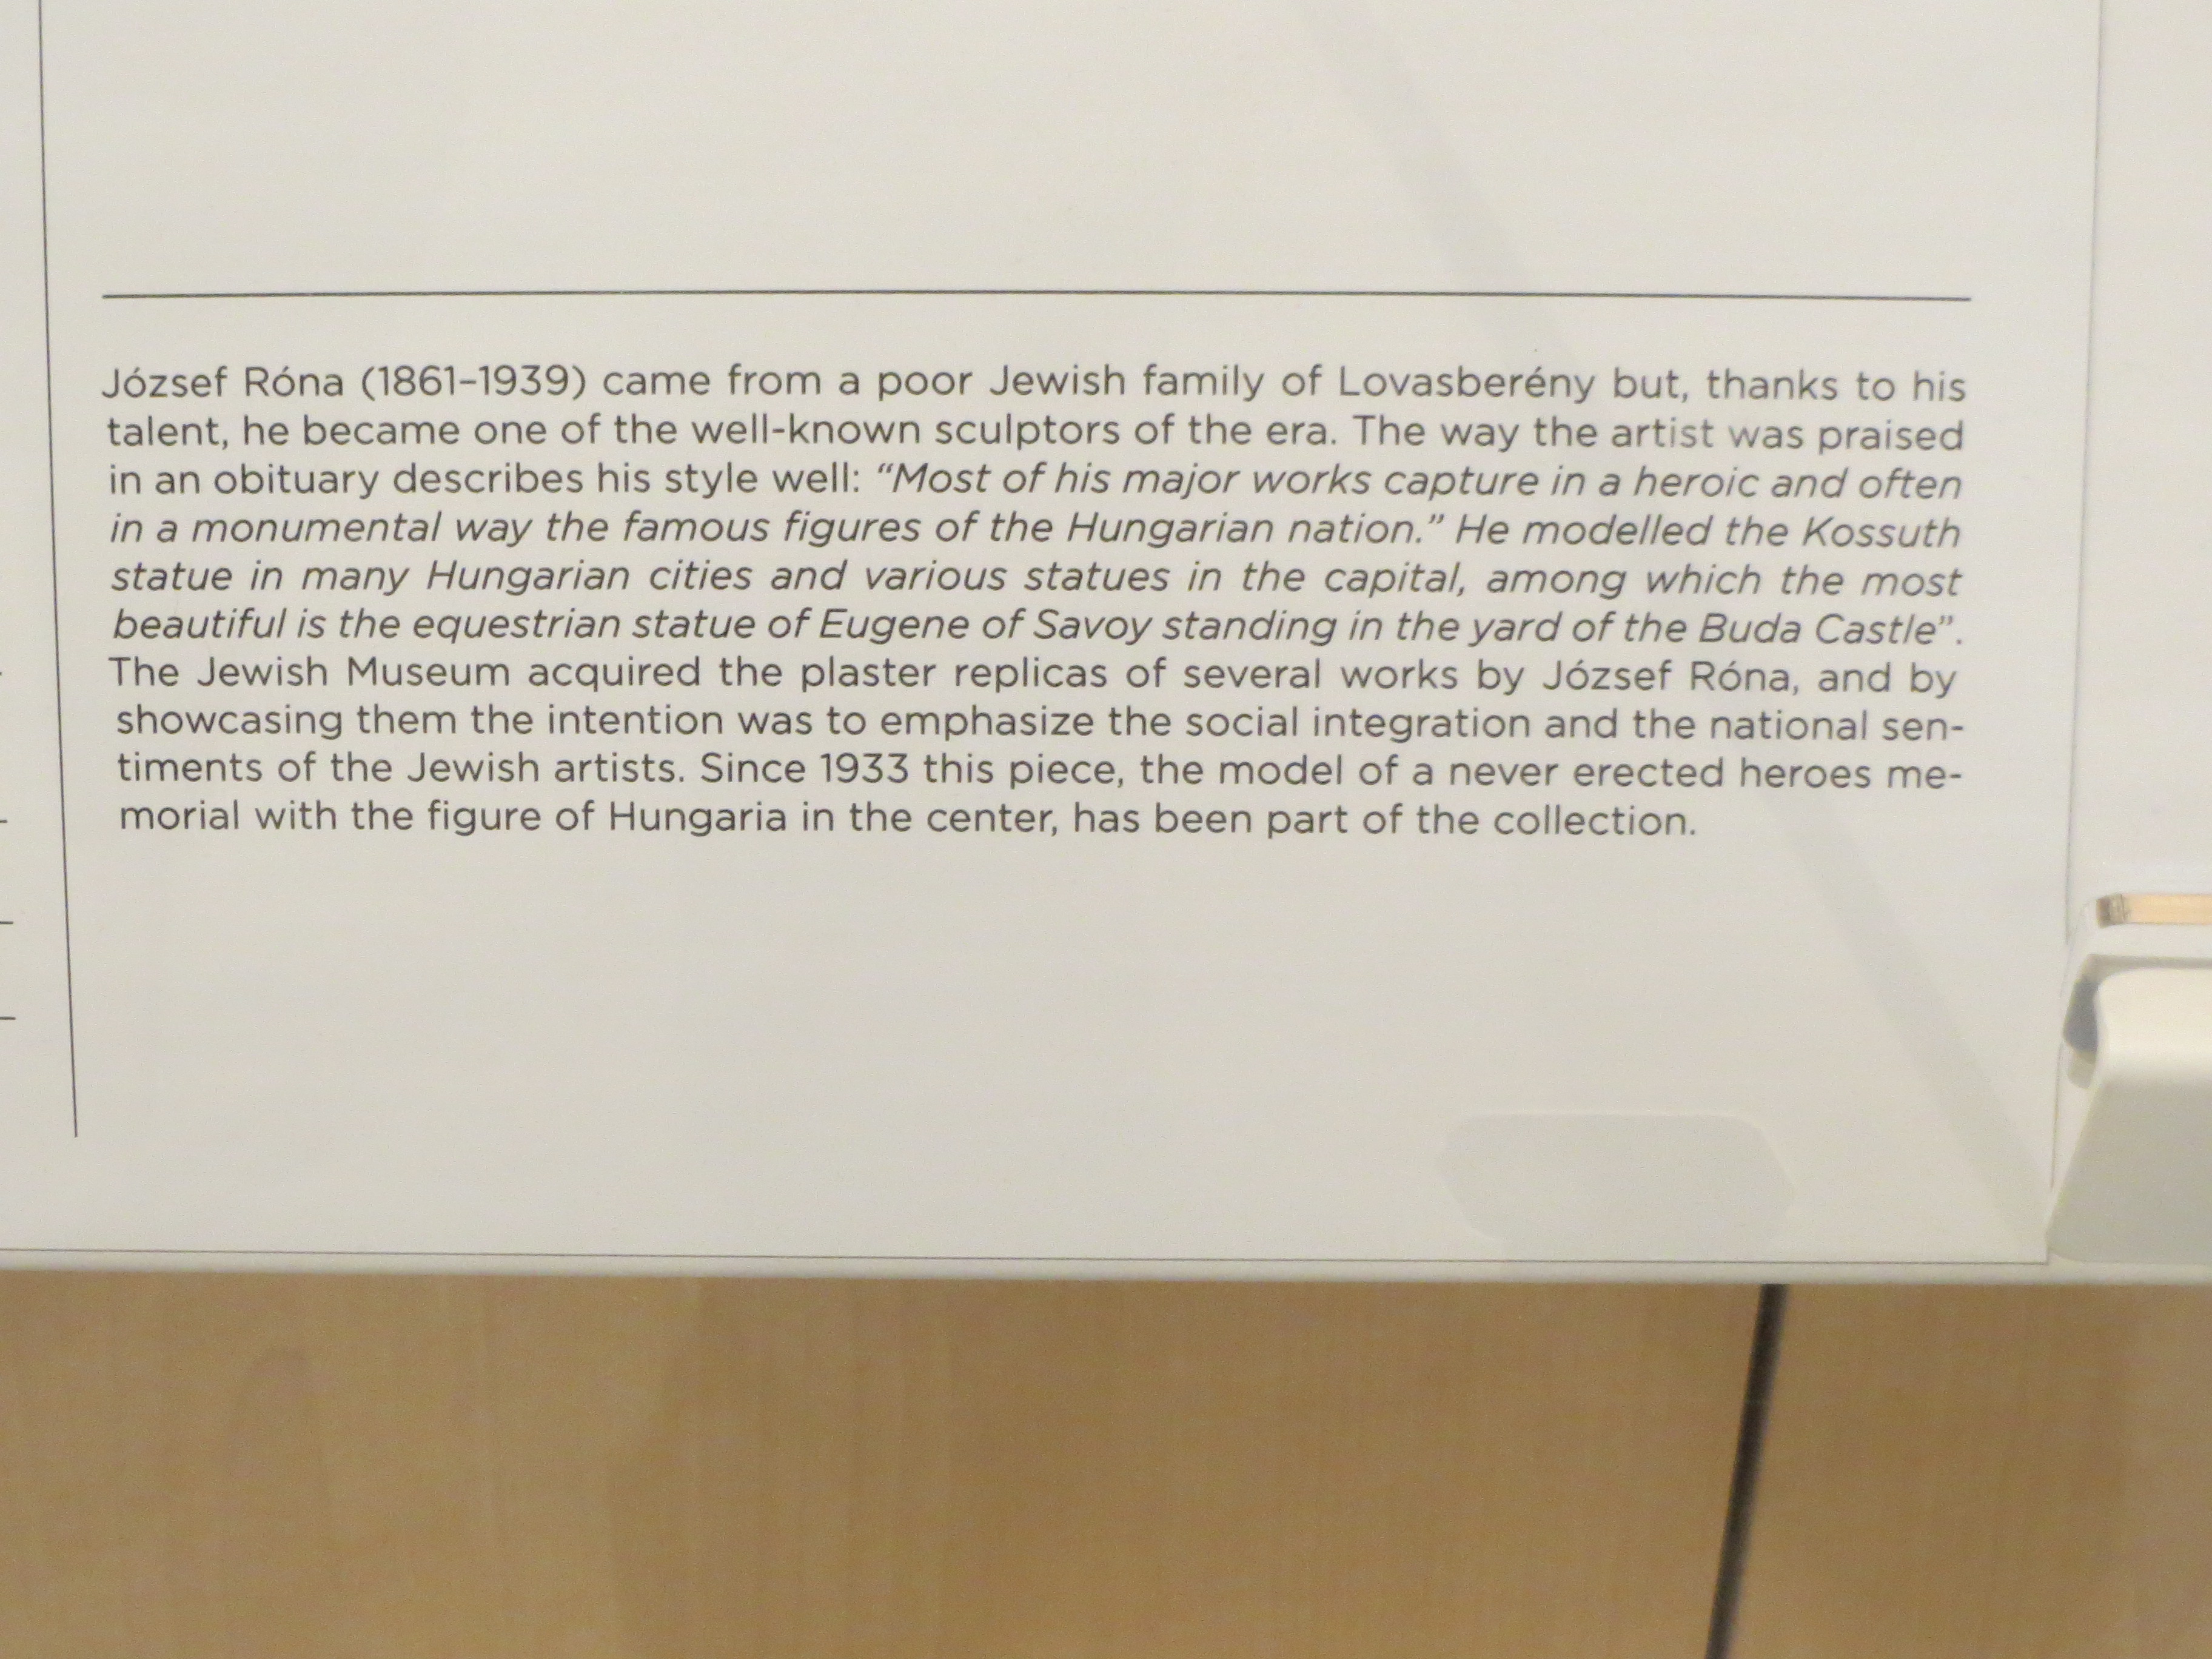 József Róna (1861–1939) came from a poor Jewish family of Lovasberény but, thanks to his
talent, he became one of the well-known sculptors of the era. The way the artist was praised
in an obituary describes his style well: “Most of his major works capture in a heroic and often
in a monumental way the famous figures of the Hungarian nation.” He modelled the Kossuth
statue in many Hungarian cities and various statues in the capital, among which the most
beautiful is the equestrian statue of Eugene of Savoy standing in the yard of the Buda Castle”.
The Jewish Museum acquired the plaster replicas of several works by József Róna, and by
showcasing them the intention was to emphasize the social integration and the national sen-
timents of the Jewish artists. Since 1933 this piece, the model of a never erected heroes me-
morial with the figure of Hungaria in the center, has been part of the collection.